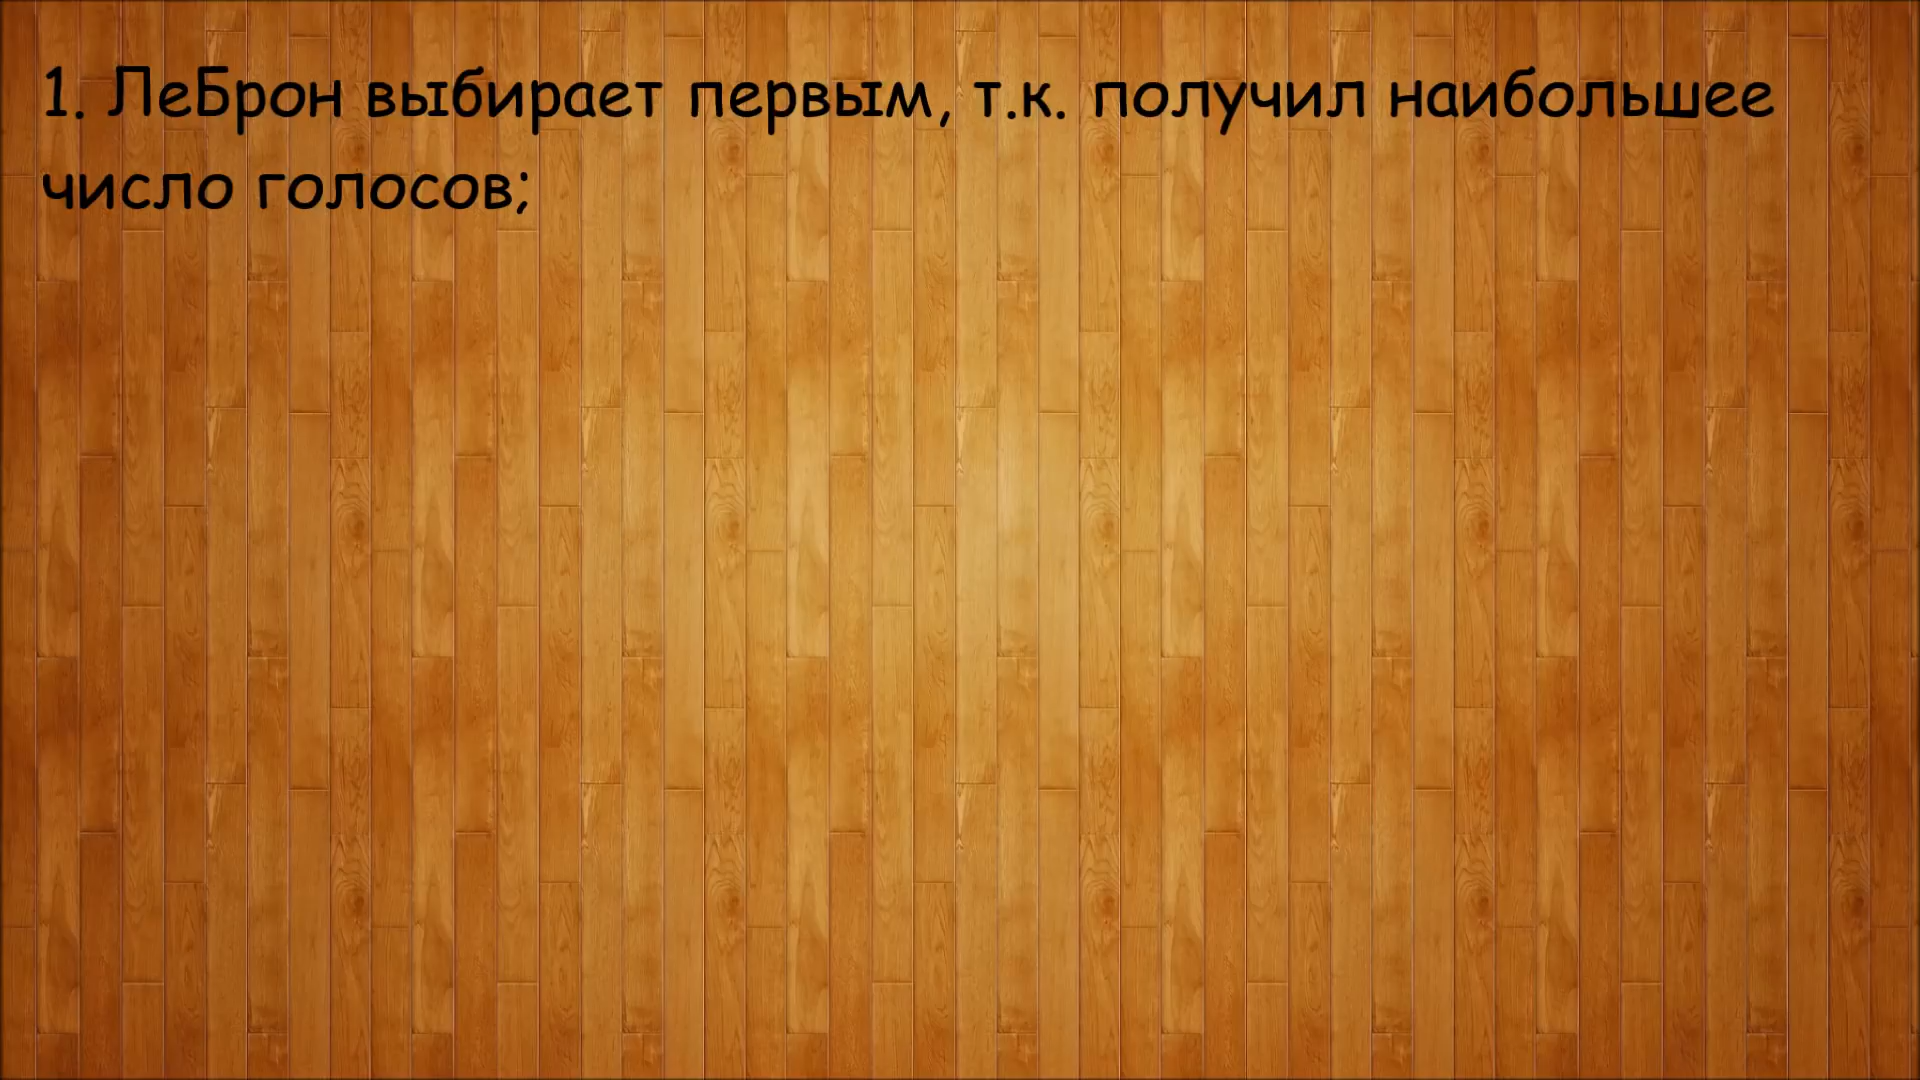 1. ЛеБрон выбирает первым, т.к. получил наибольшее
число голосов;